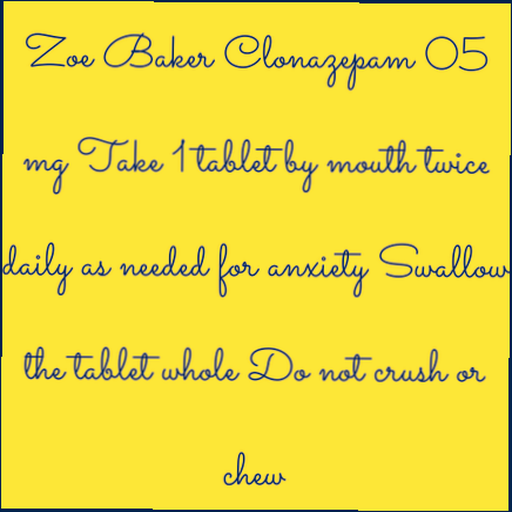 Zoe Baker Clonazepam 05
mg Take 1 tablet by mouth twice
daily as needed for anxiety Swallow
the tablet whole Do not crush or
chew